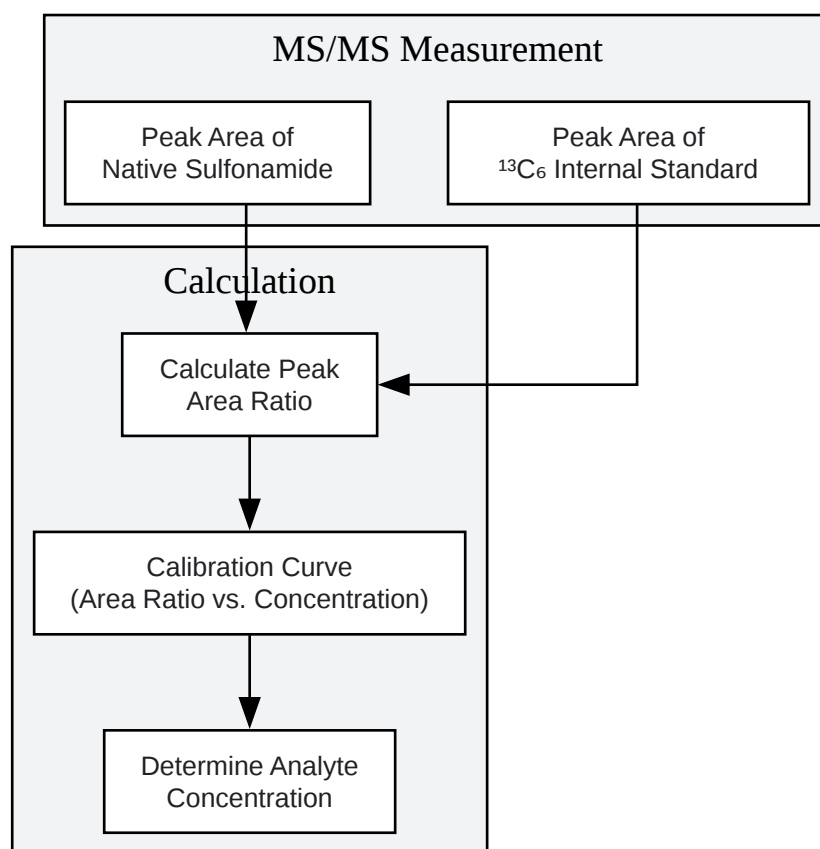 MS/MS Measurement
Peak Area of
Native Sulfonamide
Peak Area of
¹³C₆ Internal Standard
Calculation
Calculate Peak
Area Ratio
Calibration Curve
(Area Ratio vs. Concentration)
Determine Analyte
Concentration